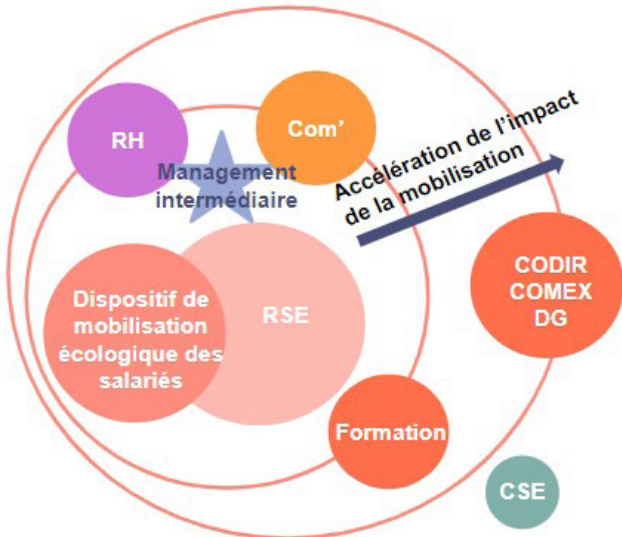 RH
Com’
Management
intermédiaire
Accélération de l’impact
de la mobilisation
CODIR
COMEX
DG
Dispositif de
mobilisation
écologique des
salariés
RSE
Formation
CSE